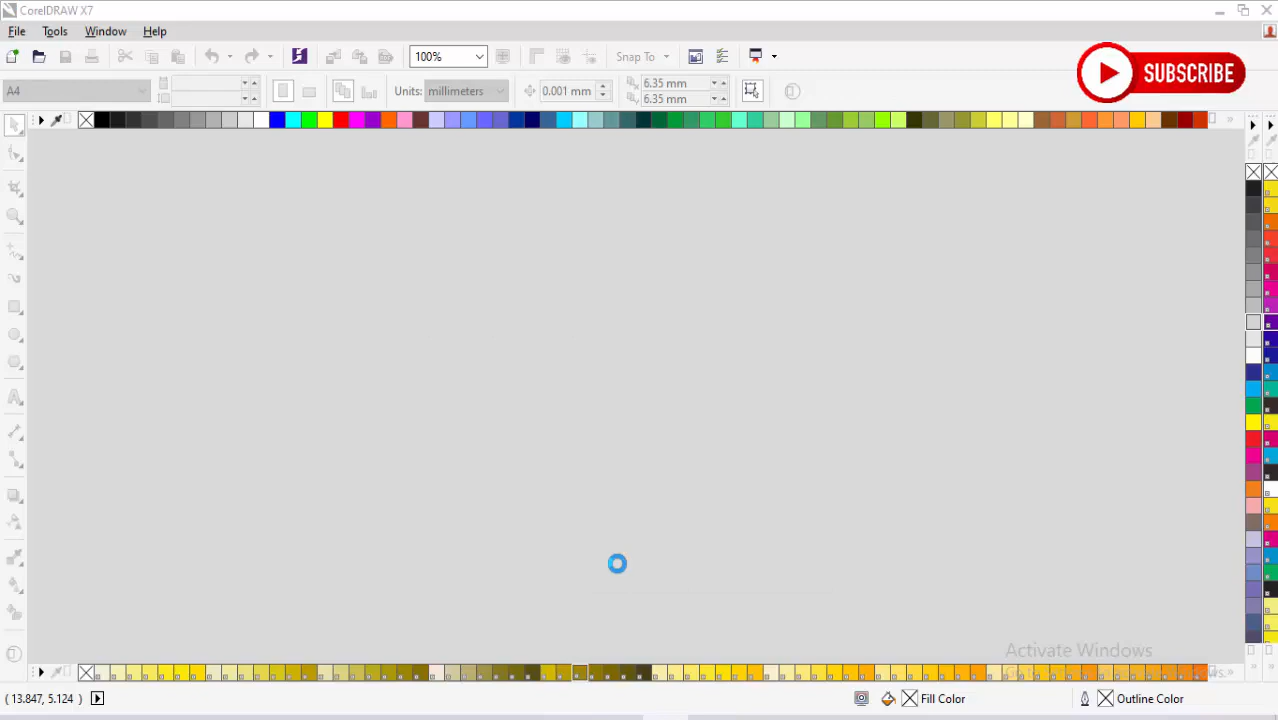 CorelDRAW X7
File Tools Window Help
100% Snap To
SUBSCRIBE
A4 Units: millimeters 0.001 mm 6.35 mm
6.35 mm
Activate Windows
( 13.847, 5.124 ) Fill Color Outline Color